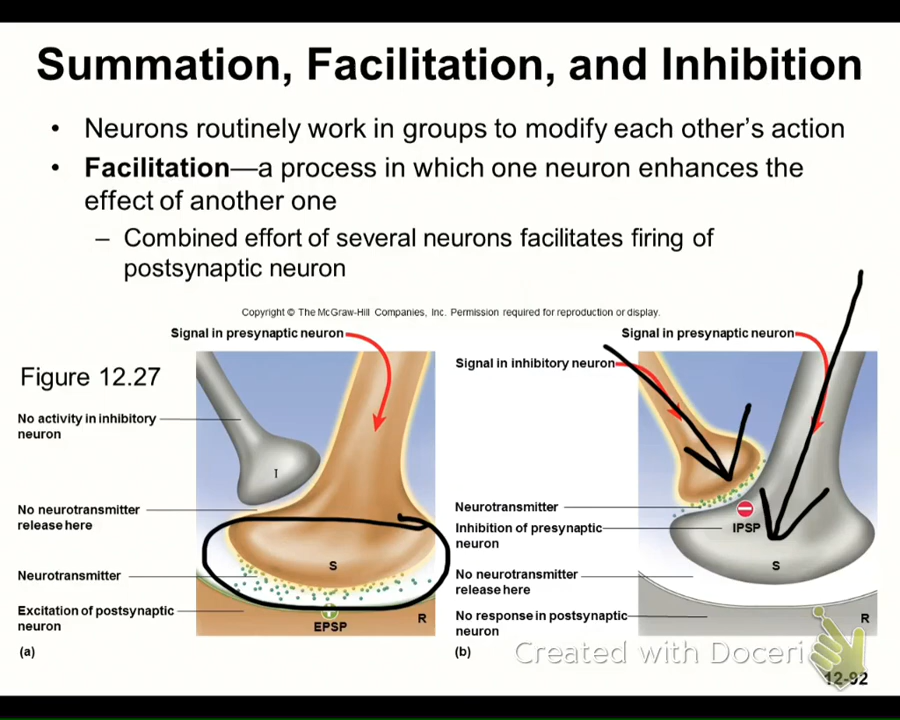 Summation, Facilitation, and Inhibition
• Neurons routinely work in groups to modify each other’s action
• Facilitation—a process in which one neuron enhances the
effect of another one
– Combined effort of several neurons facilitates firing of
postsynaptic neuron
Copyright © The McGraw-Hill Companies, Inc. Permission required for reproduction or display.
Figure 12.27
Signal in presynaptic neuron
No activity in inhibitory
neuron
I
No neurotransmitter
release here
S
Neurotransmitter
Excitation of postsynaptic
neuron
+
EPSP
R
(a)
Signal in presynaptic neuron
Signal in inhibitory neuron
Neurotransmitter
Inhibition of presynaptic
neuron
IPSP
S
No neurotransmitter
release here
No response in postsynaptic
neuron
R
(b)
Created with Doceri
12-92